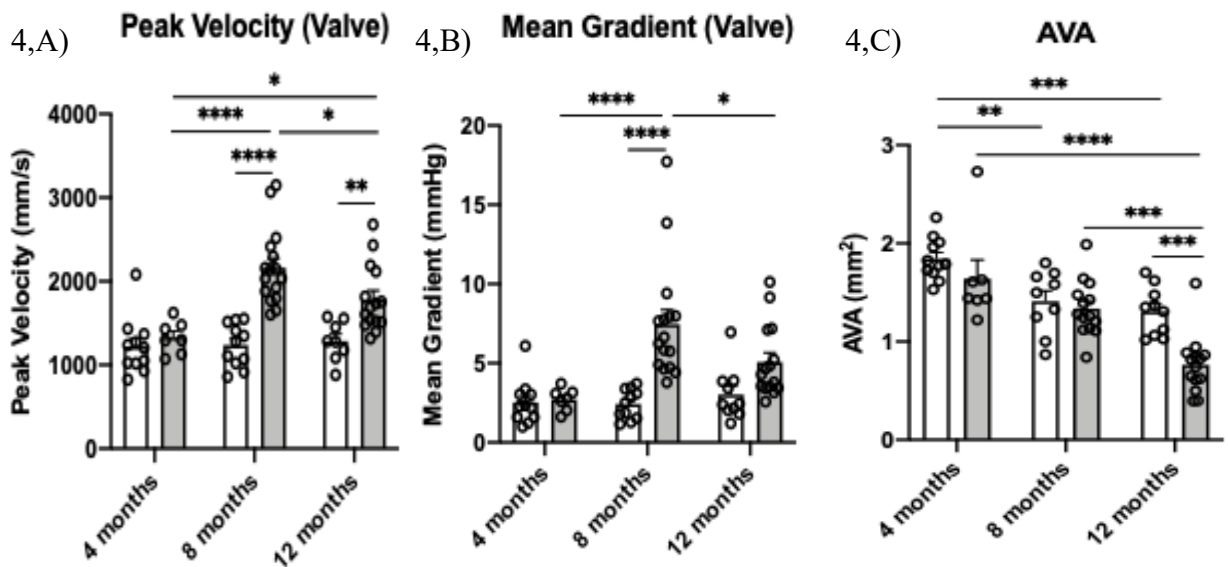 4,A) Peak Velocity (Valve)
Peak Velocity (mm/s)
4000
3000
2000
1000
0
*
****
*
****
**
4 months
8 months
12 months
4,B) Mean Gradient (Valve)
Mean Gradient (mmHg)
20
15
10
5
0
****
*
****
4 months
8 months
12 months
4,C) AVA
AVA (mm²)
3
2
1
0
***
**
****
***
***
4 months
8 months
12 months